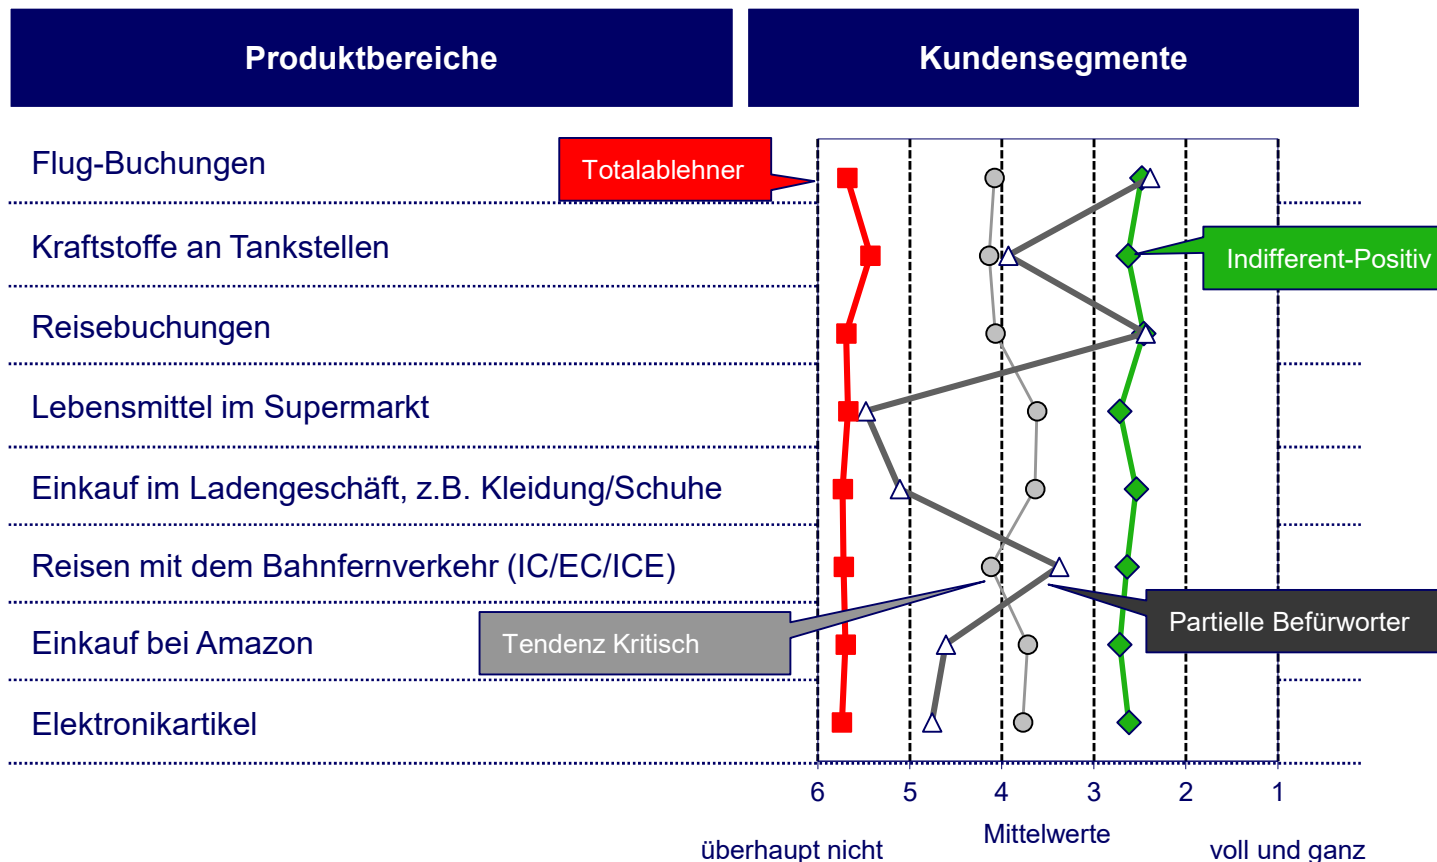 Produktbereiche
Kundensegmente
Flug-Buchungen
Totalablehner
Kraftstoffe an Tankstellen
Indifferent-Positiv
Reisebuchungen
Lebensmittel im Supermarkt
Einkauf im Ladengeschäft, z.B. Kleidung/Schuhe
Reisen mit dem Bahnfernverkehr (IC/EC/ICE)
Partielle Befürworter
Einkauf bei Amazon
Tendenz Kritisch
Elektronikartikel
6 5 4 3 2 1
Mittelwerte
überhaupt nicht
voll und ganz